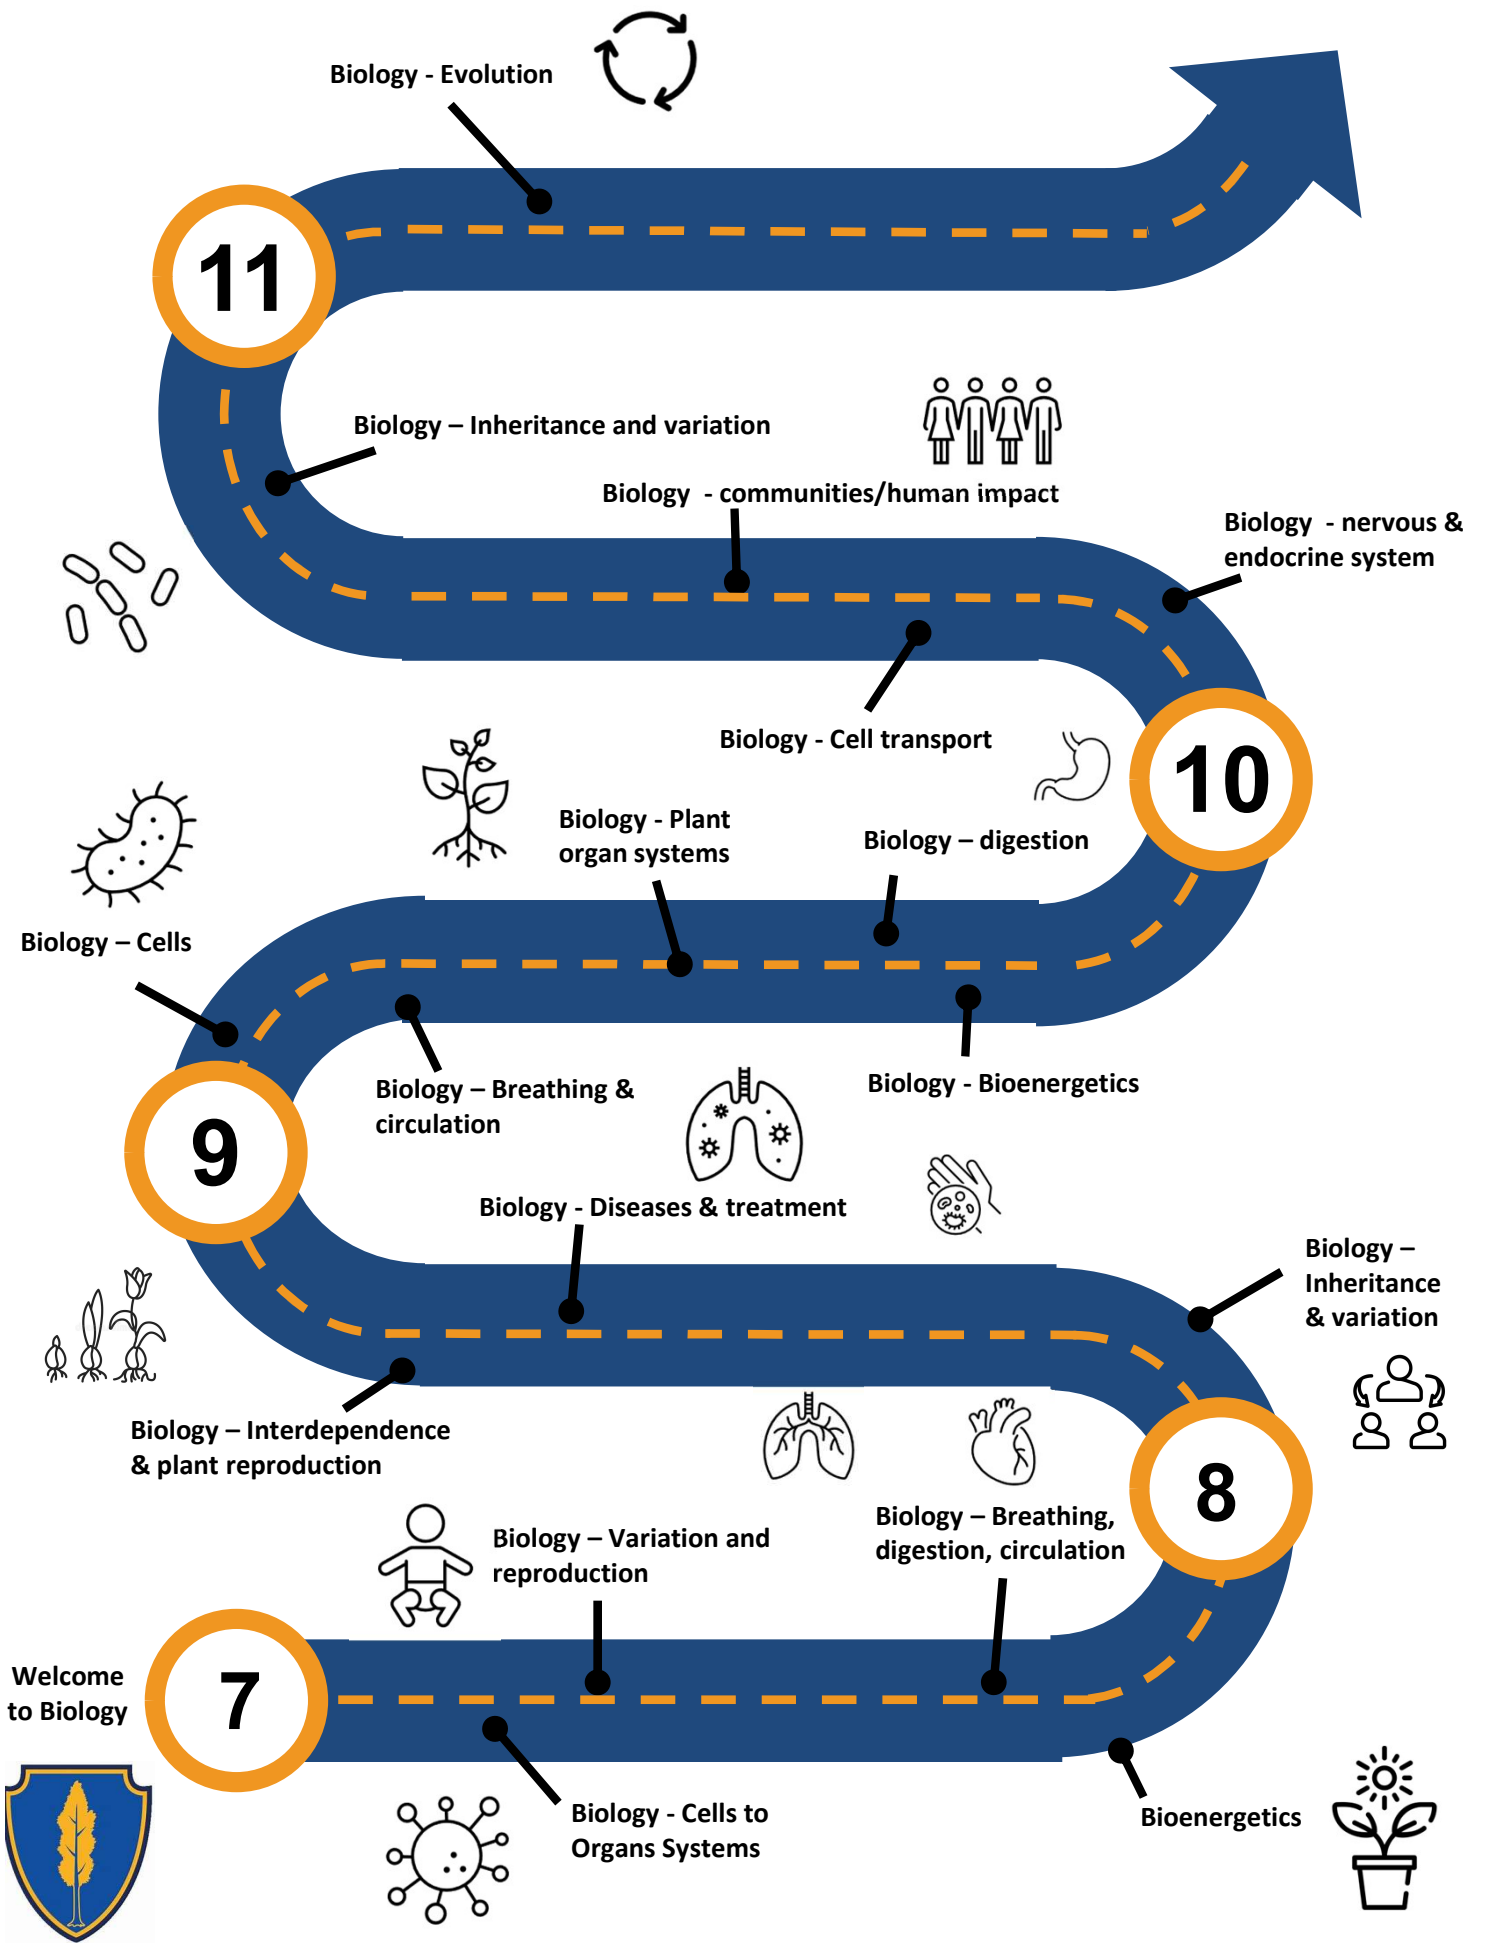 Biology - Evolution
11
Biology – Inheritance and variation
Biology  - communities/human impact
Biology  - nervous &
endocrine system
Biology - Cell transport
10
Biology - Plant
organ systems
Biology – digestion
Biology – Cells
Biology – Breathing &
circulation
Biology - Bioenergetics
9
Biology - Diseases & treatment
Biology –
Inheritance
& variation
Biology – Interdependence
& plant reproduction
8
Biology – Variation and
reproduction
Biology – Breathing,
digestion, circulation
Welcome
to Biology
7
Biology - Cells to
Organs Systems
Bioenergetics